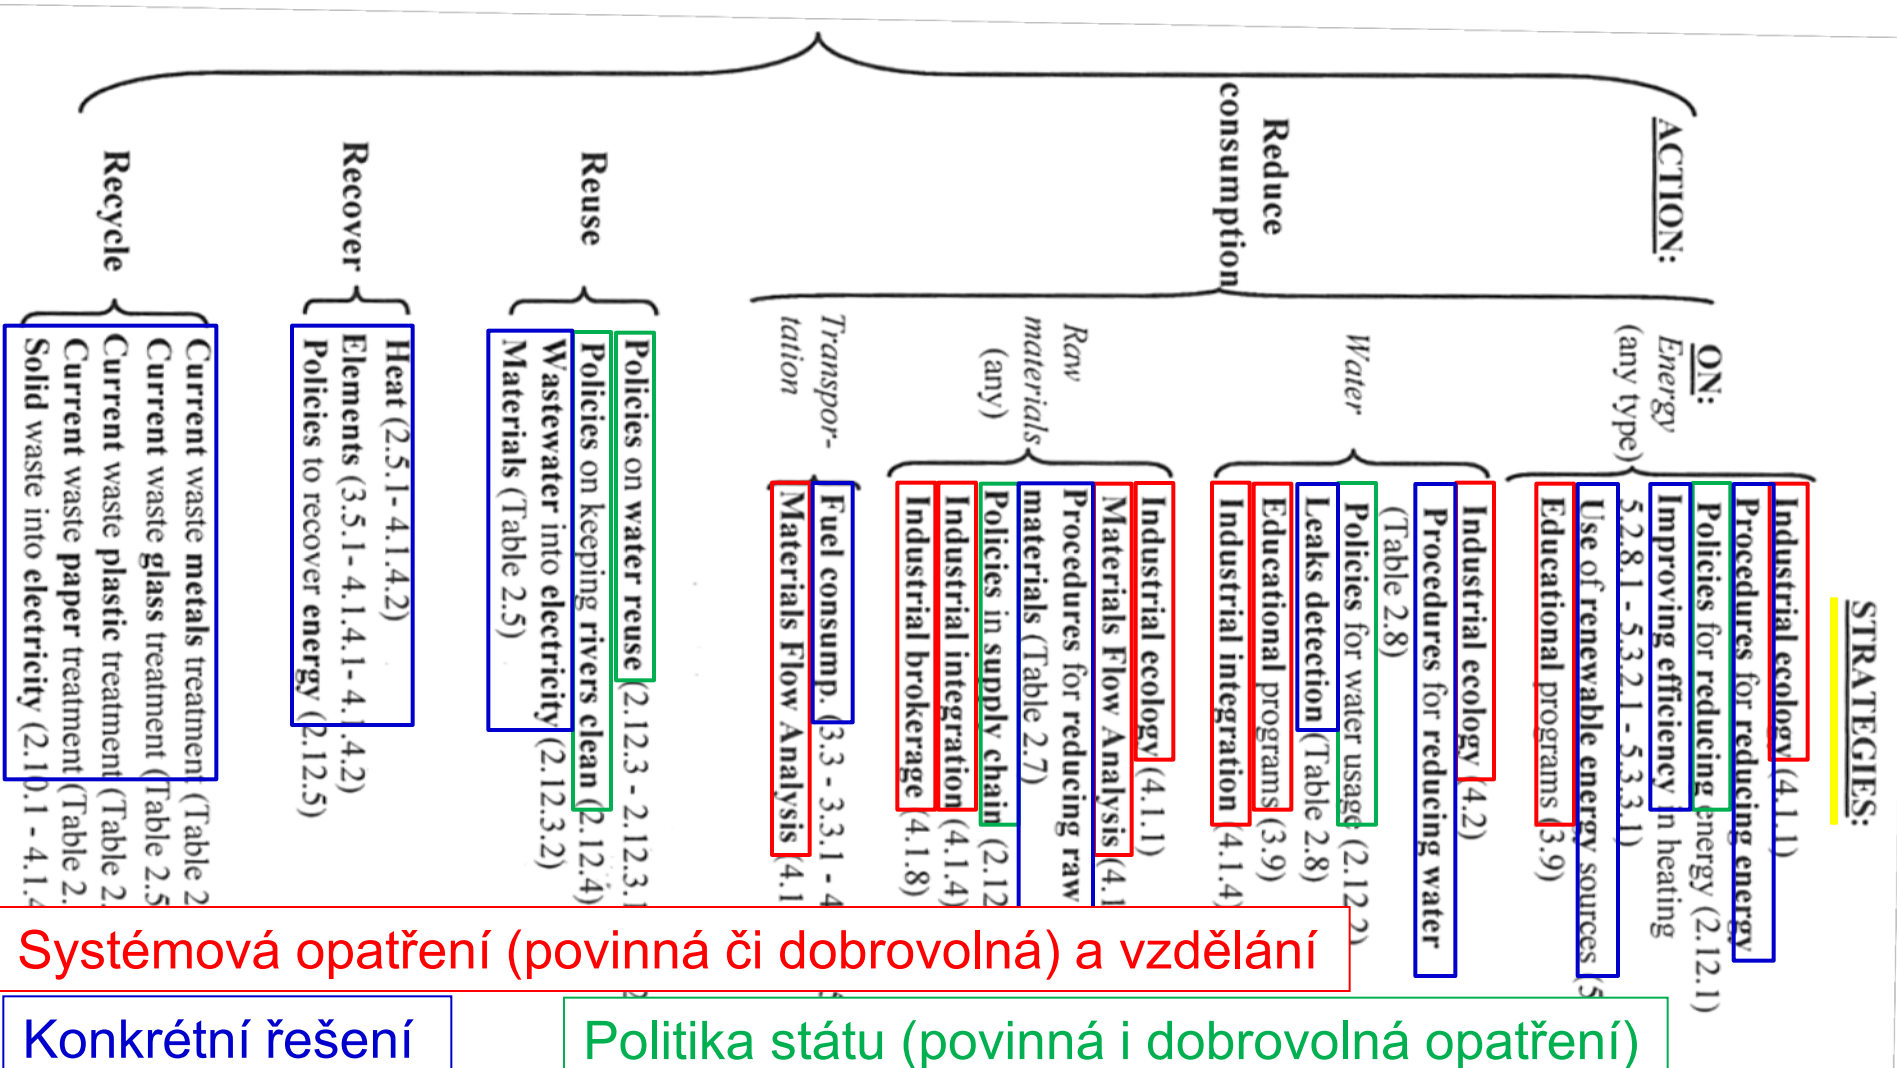 ACTION:
ON:
STRATEGIES:
Reduce
consumption
Energy
(any type)
Industrial ecology (4.1.1)
Procedures for reducing energy
Policies for reducing energy (2.12.1)
Improving efficiency in heating
5.2.8.1 - 5.3.2.1 - 5.3.3.1)
Use of renewable energy sources (5
Educational programs (3.9)
Water
Industrial ecology (4.2)
Procedures for reducing water
(Table 2.8)
Policies for water usage (2.12.2)
Leaks detection (Table 2.8)
Educational programs (3.9)
Industrial integration (4.1.4)
Raw
materials
(any)
Industrial ecology (4.1.1)
Materials Flow Analysis (4.1
Procedures for reducing raw
materials (Table 2.7)
Policies in supply chain (2.12
Industrial integration (4.1.4)
Industrial brokerage (4.1.8)
Transpor-
tation
Fuel consump. (3.3 - 3.3.1 - 4
Materials Flow Analysis (4.1
Reuse
Policies on water reuse (2.12.3 - 2.12.3.1
Policies on keeping rivers clean (2.12.4)
Wastewater into elctricity (2.12.3.2)
Materials (Table 2.5)
Recover
Heat (2.5.1- 4.1.4.2)
Elements (3.5.1- 4.1.4.1- 4.1.4.2)
Policies to recover energy (2.12.5)
Recycle
Current waste metals treatment (Table 2
Current waste glass treatment (Table 2.5
Current waste plastic treatment (Table 2.
Current waste paper treatment (Table 2.
Solid waste into electricity (2.10.1 - 4.1.4
Systémová opatření (povinná či dobrovolná) a vzdělání
Konkrétní řešení
Politika státu (povinná i dobrovolná opatření)